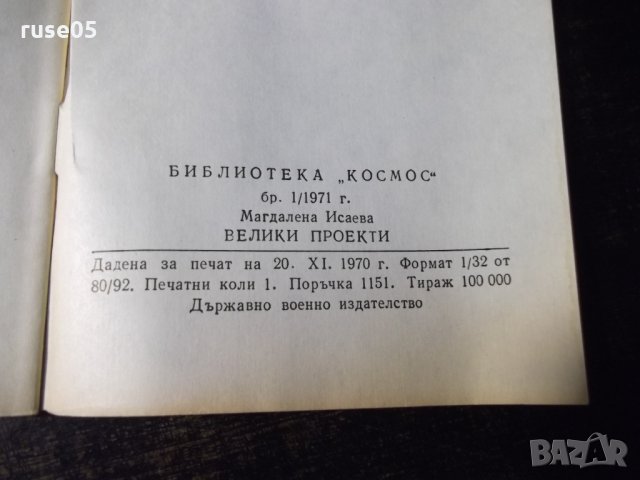 ruse05
БИБЛИОТЕКА „КОСМОС“
бр. 1/1971 г.
Магдалена Исаева
ВЕЛИКИ ПРОЕКТИ
Дадена за печат на 20. XI. 1970 г. Формат 1/32 от
80/92. Печатни коли 1. Поръчка 1151. Тираж 100 000
Държавно военно издателство
BAZAR